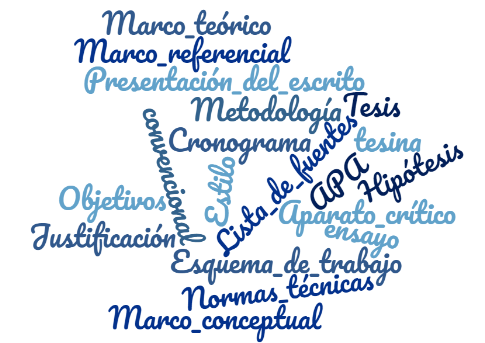 Marco_teórico
Marco_referencial
Presentación_del_escrito
Metodología
Tesis
convencional
Cronograma
tesina
Lista_de_fuentes
Estilo
APA
Hipótesis
Objetivos
Aparato_crítico
Justificación
ensayo
Esquema_de_trabajo
Normas_técnicas
Marco_conceptual